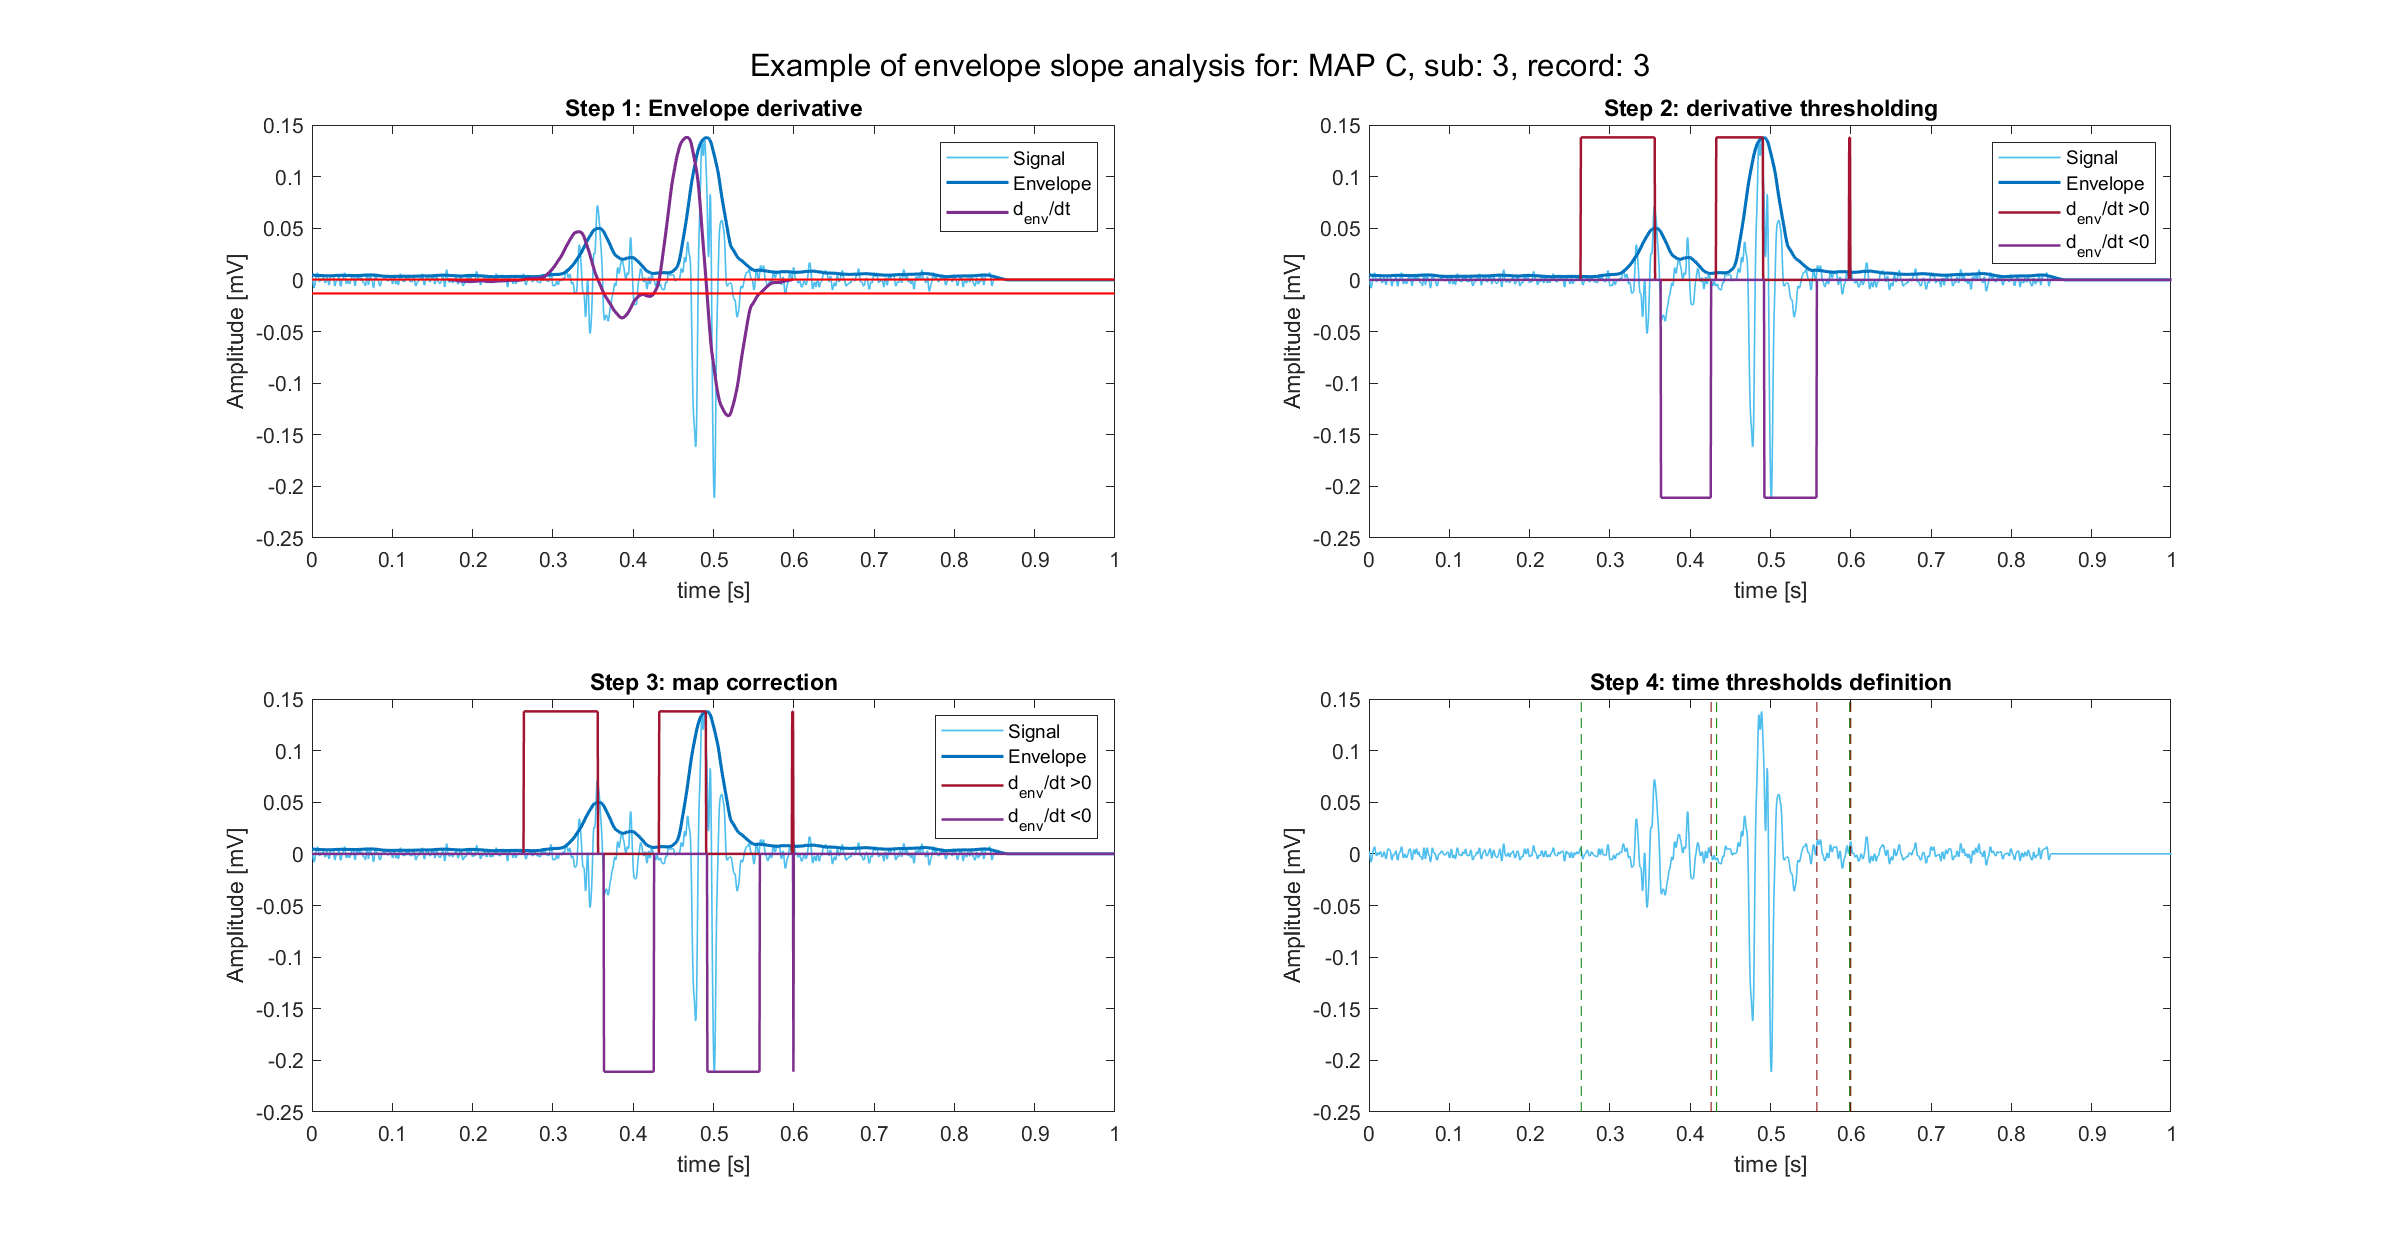 Example of envelope slope analysis for: MAP C, sub: 3, record: 3
Step 1: Envelope derivative
0.15
0.1
0.05
0
-0.05
-0.1
-0.15
-0.2
-0.25
Amplitude [mV]
0 0.1 0.2 0.3 0.4 0.5 0.6 0.7 0.8 0.9 1
time [s]
Signal
Envelope
d_env/dt
Step 2: derivative thresholding
0.15
0.1
0.05
0
-0.05
-0.1
-0.15
-0.2
-0.25
Amplitude [mV]
0 0.1 0.2 0.3 0.4 0.5 0.6 0.7 0.8 0.9 1
time [s]
Signal
Envelope
d_env/dt >0
d_env/dt <0
Step 3: map correction
0.15
0.1
0.05
0
-0.05
-0.1
-0.15
-0.2
-0.25
Amplitude [mV]
0 0.1 0.2 0.3 0.4 0.5 0.6 0.7 0.8 0.9 1
time [s]
Signal
Envelope
d_env/dt >0
d_env/dt <0
Step 4: time thresholds definition
0.15
0.1
0.05
0
-0.05
-0.1
-0.15
-0.2
-0.25
Amplitude [mV]
0 0.1 0.2 0.3 0.4 0.5 0.6 0.7 0.8 0.9 1
time [s]